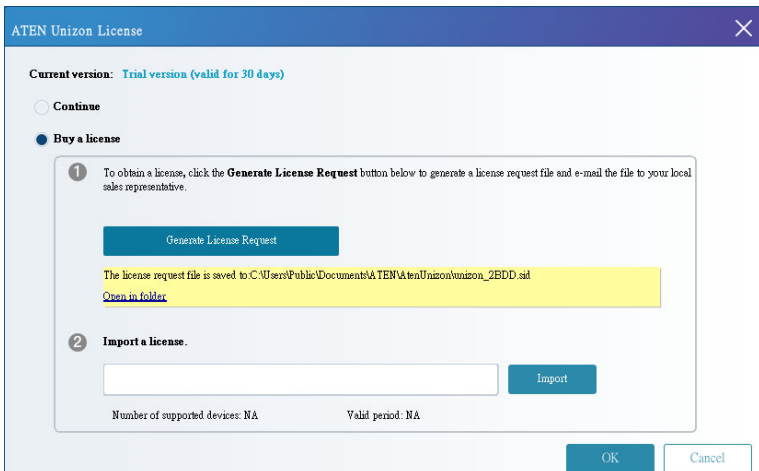 ATEN Unizon License
Current version: Trial version (valid for 30 days)
Continue
Buy a license
1
To obtain a license, click the Generate License Request button below to generate a license request file and e-mail the file to your local
sales representative.
Generate License Request
The license request file is saved to:C:\Users\Public\Documents\ATEN\AtenUnizon\unizon_2BDD.sid
Open in folder
2
Import a license.
Import
Number of supported devices: NA
Valid period: NA
OK
Cancel